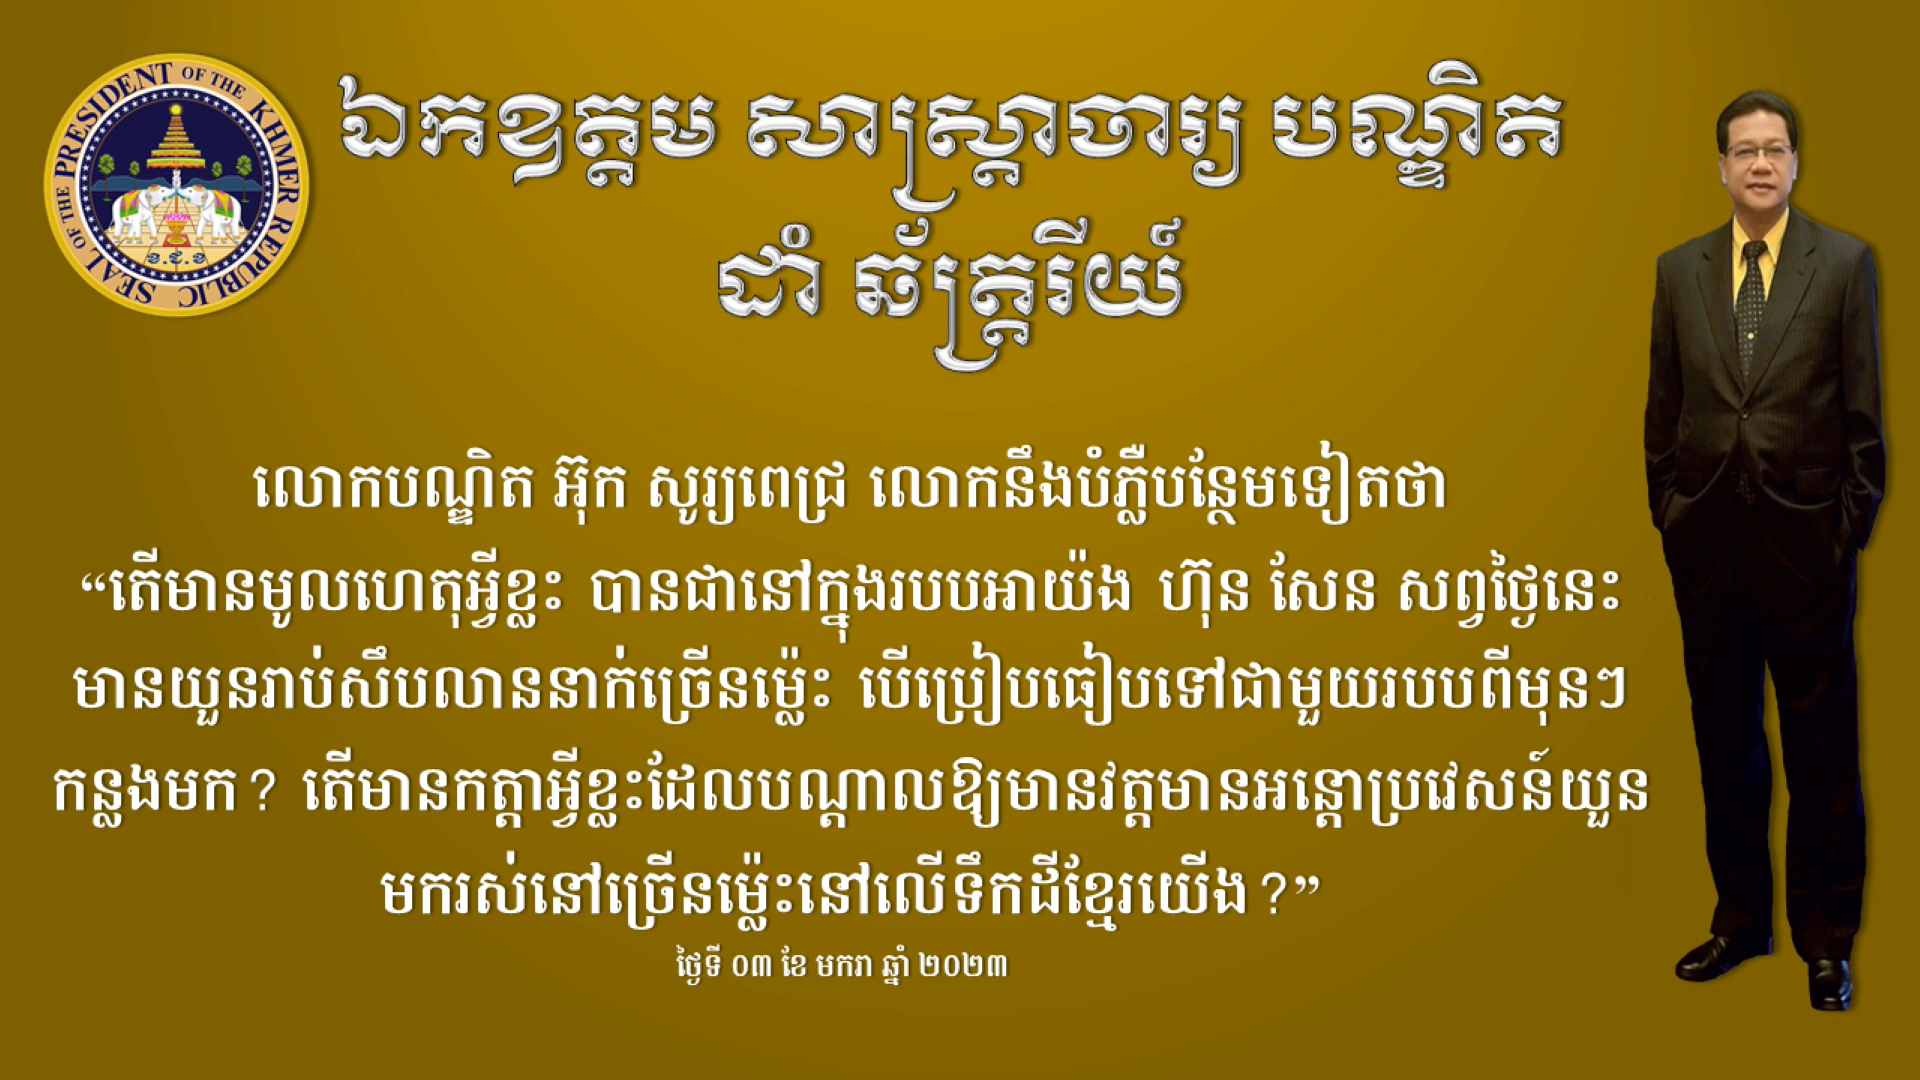 SEAL OF THE PRESIDENT OF THE KHMER REPUBLIC
ឯកឧត្តម សាស្ត្រាចារ្យ បណ្ឌិត
ដាំ ឆ័ត្រ្តរីយ៍
លោកបណ្ឌិត អ៊ុក សូរ្យពេជ្រ លោកនឹងបំភ្លឺបន្ថែមទៀតថា
“តើមានមូលហេតុអ្វីខ្លះ បានជានៅក្នុងរបបអាយ៉ង ហ៊ុន សែន សព្វថ្ងៃនេះ
មានយួនរាប់សឹបលាននាក់ច្រើនម្ល៉េះ បើប្រៀបធៀបទៅជាមួយរបបពីមុនៗ
កន្លងមក? តើមានកត្តាអ្វីខ្លះដែលបណ្តាលឱ្យមានវត្តមានអន្តោប្រវេសន៍យួន
មករស់នៅច្រើនម្ល៉េះនៅលើទឹកដីខ្មែរយើង?”
ថ្ងៃទី ០៣ ខែ មករា ឆ្នាំ ២០២៣